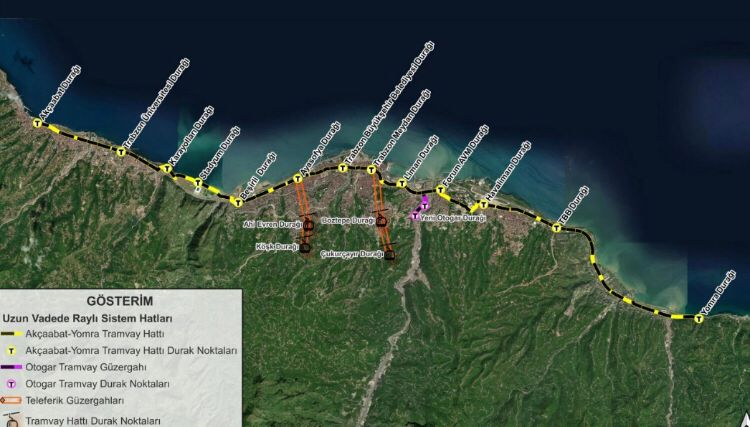 Akçaabat Durağı
Trabzon Üniversitesi Durağı
Karayolları Durağı
Stadyum Durağı
Beşirli Durağı
Ayasofya Durağı
Trabzon Büyükşehir Belediyesi Durağı
Trabzon Meydan Durağı
Liman Durağı
Forum AVM Durağı
Havalimanı Durağı
TBB Durağı
Yomra Durağı
Ahi Evren Durağı
Köşk Durağı
Boztepe Durağı
Çukurçayır Durağı
Yeni Otogar Durağı
GÖSTERİM
Uzun Vadede Raylı Sistem Hatları
Akçaabat-Yomra Tramvay Hattı
Akçaabat-Yomra Tramvay Hattı Durak Noktaları
Otogar Tramvay Güzergahı
Otogar Tramvay Durak Noktaları
Teleferik Güzergahları
Tramvay Hattı Durak Noktaları